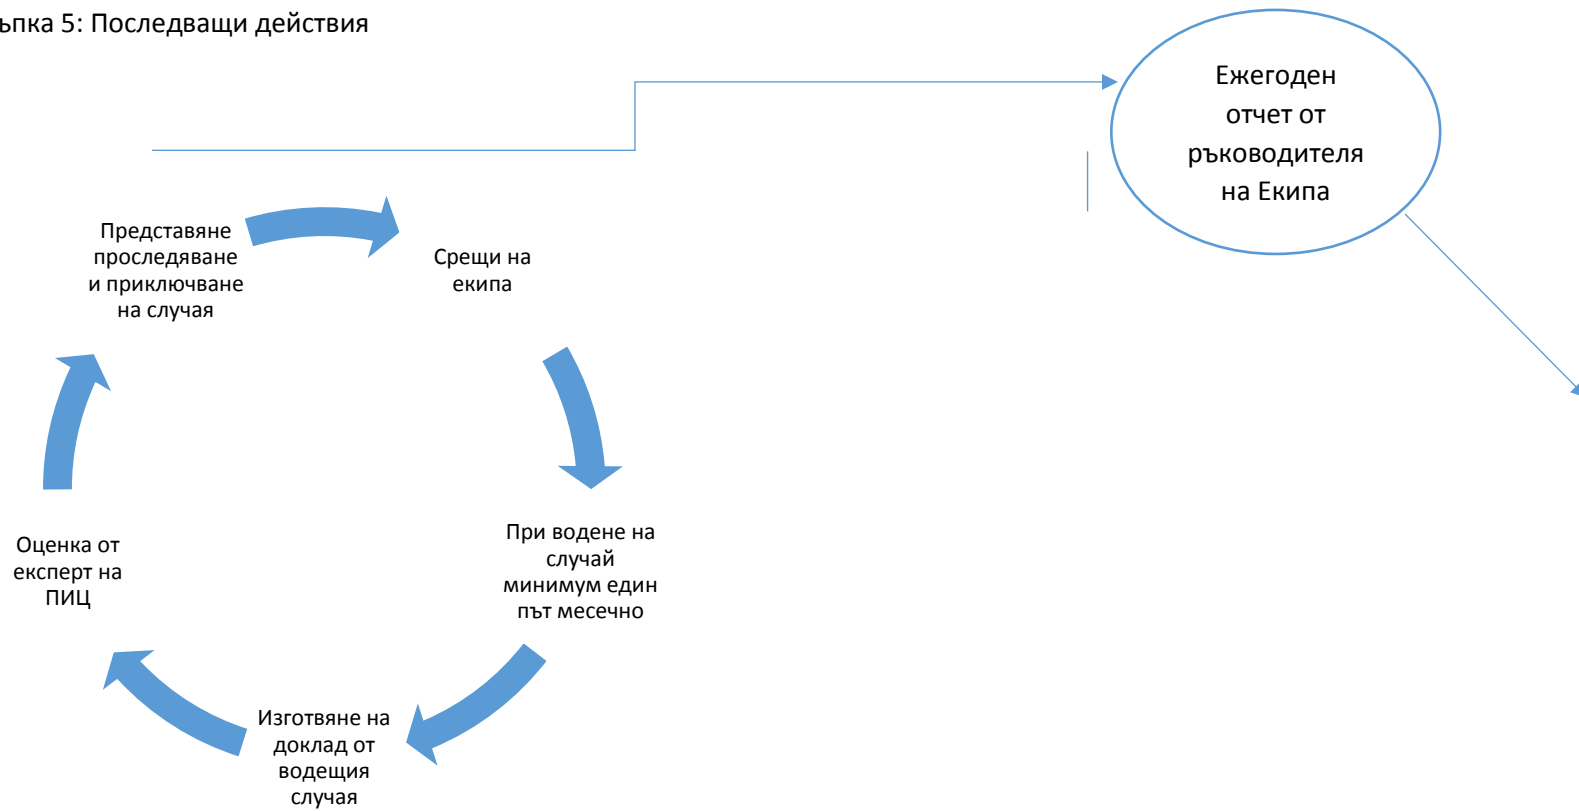 ъпка 5: Последващи действия
Ежегоден
отчет от
ръководителя
на Екипа
Представяне
проследяване
и приключване
на случая
Срещи на
екипа
При водене на
случай
минимум един
път месечно
Изготвяне на
доклад от
водещия
случая
Оценка от
експерт на
ПИЦ